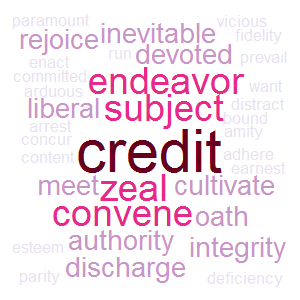 paramount vicious
rejoice inevitable fidelity
enact run devoted prevail
committed endeavor want
arduous distract
liberal subject bound
arrest amity
concur credit
content adhere
earnest
meet zeal cultivate
convene oath
esteem authority integrity
parity discharge deficiency